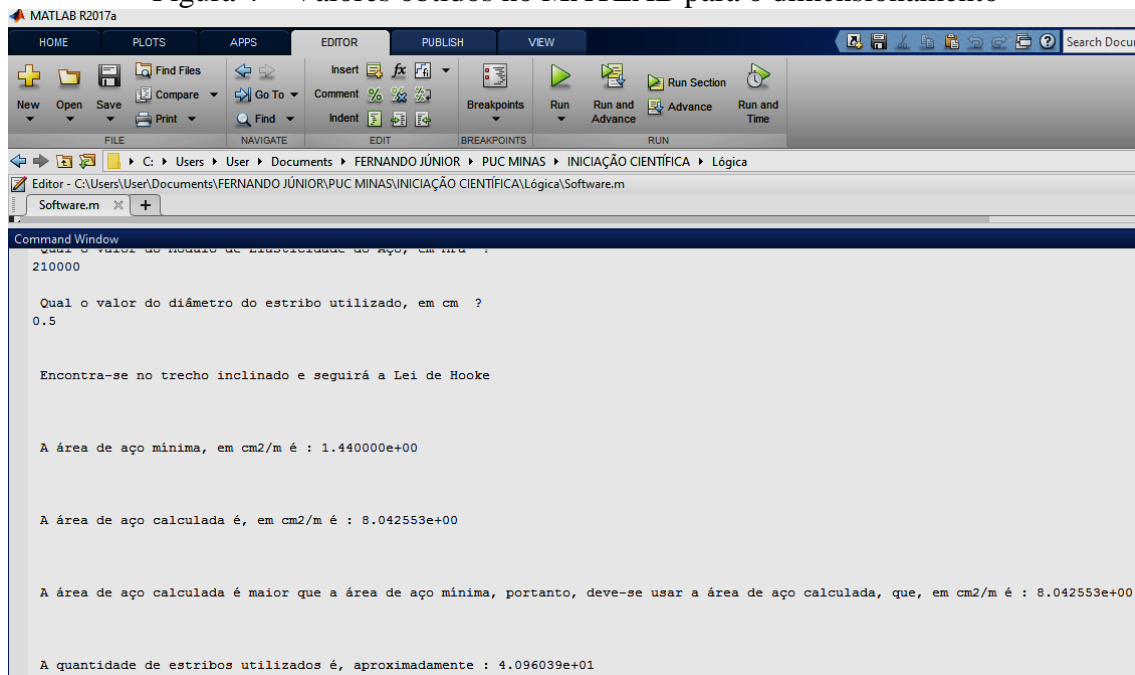 MATLAB R2017a
HOME PLOTS APPS EDITOR PUBLISH VIEW Search Docu
New Open Save Find Files Compare Print Go To Find Insert Comment Indent fx Breakpoints Run Run and Advance Run Section Advance Run and Time
FILE NAVIGATE EDIT BREAKPOINTS RUN
C: Users User Documents FERNANDO JÚNIOR PUC MINAS INICIAÇÃO CIENTÍFICA Lógica
Editor - C:\Users\User\Documents\FERNANDO JÚNIOR\PUC MINAS\INICIAÇÃO CIENTÍFICA\Lógica\Software.m
Software.m
Command Window
210000
Qual o valor do diâmetro do estribo utilizado, em cm ?
0.5
Encontra-se no trecho inclinado e seguirá a Lei de Hooke
A área de aço mínima, em cm2/m é : 1.440000e+00
A área de aço calculada é, em cm2/m é : 8.042553e+00
A área de aço calculada é maior que a área de aço mínima, portanto, deve-se usar a área de aço calculada, que, em cm2/m é : 8.042553e+00
A quantidade de estribos utilizados é, aproximadamente : 4.096039e+01